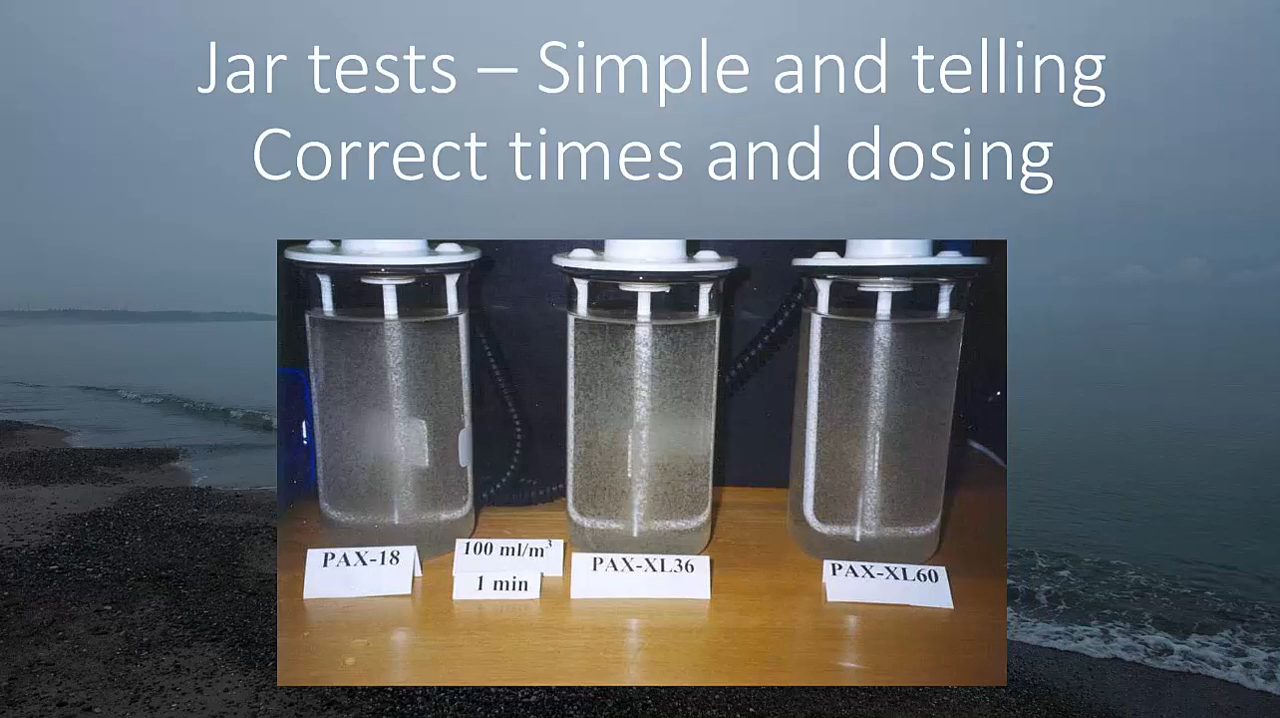 Jar tests – Simple and telling
Correct times and dosing
PAX-18
100 ml/m³
1 min
PAX-XL36
PAX-XL60